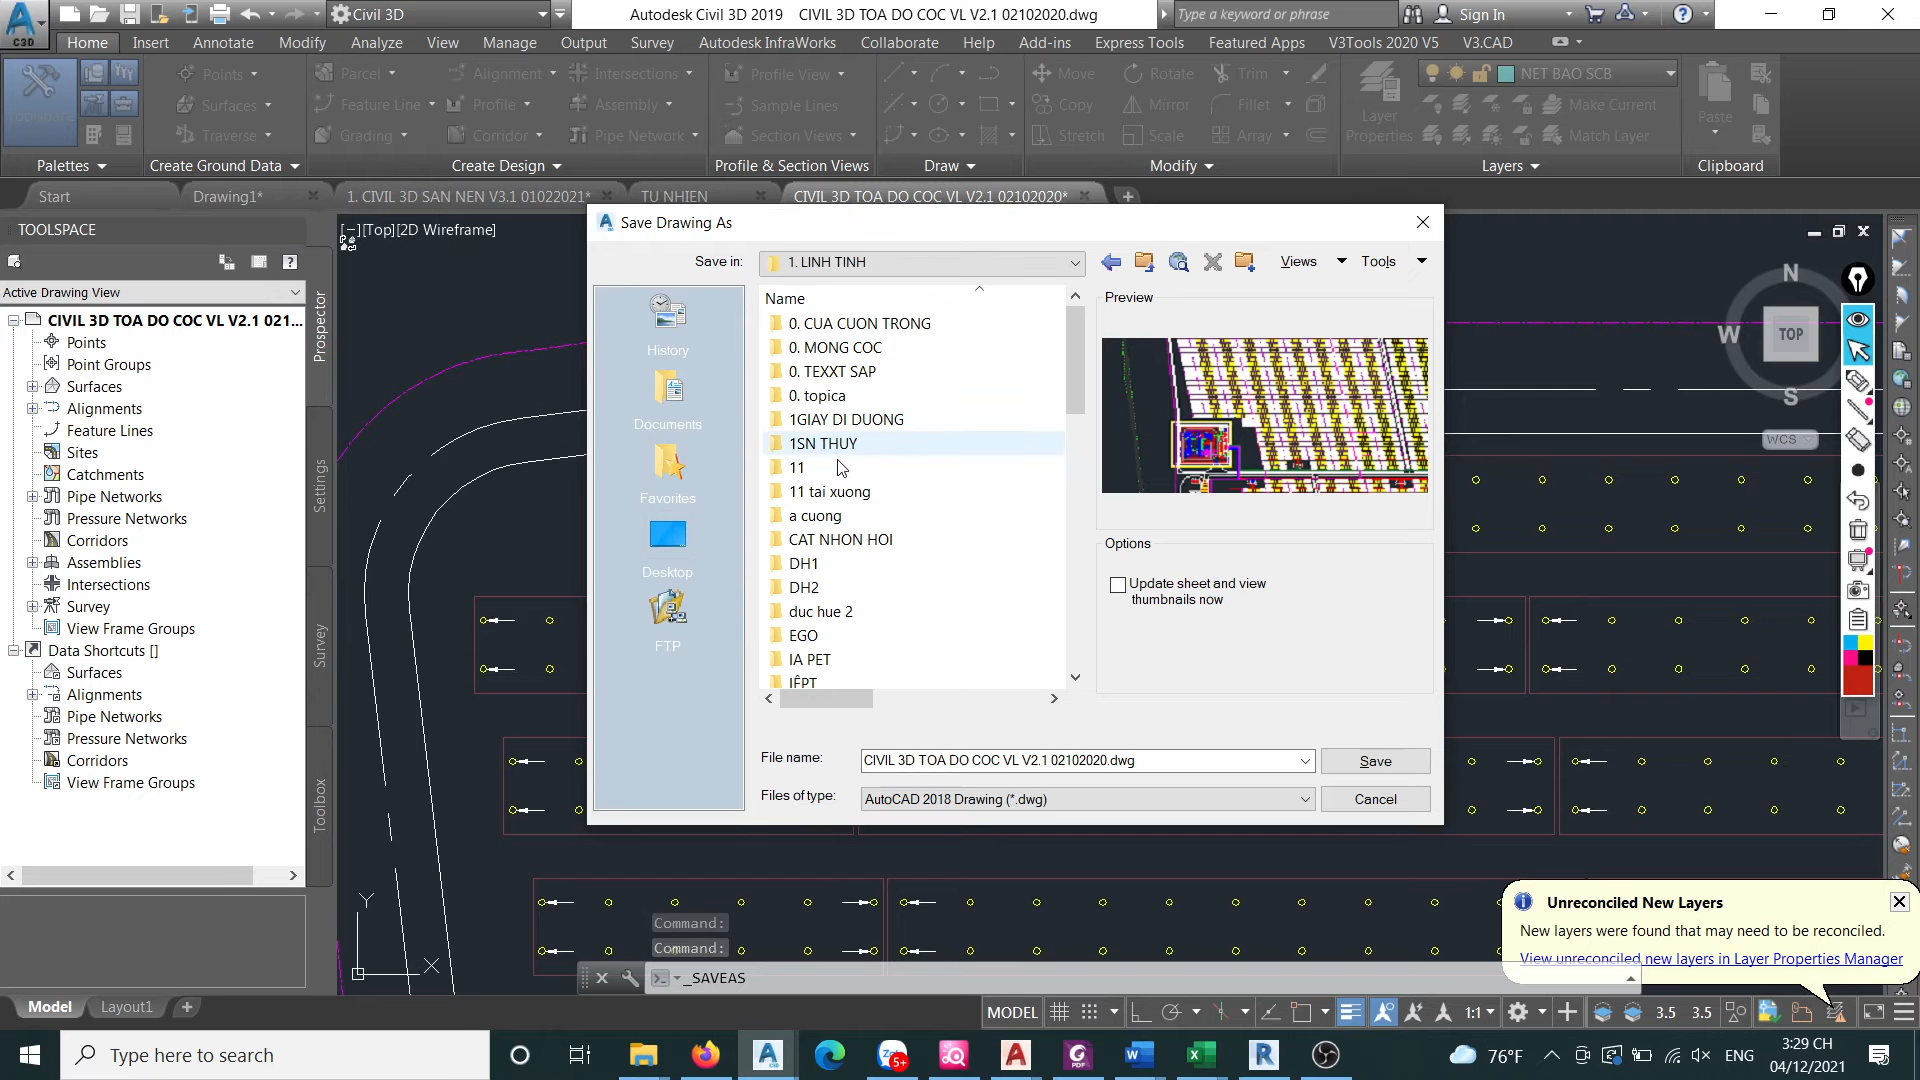 Civil 3D
Autodesk Civil 3D 2019 CIVIL 3D TOA DO COC VL V2.1 02102020.dwg
Type a keyword or phrase
Sign In
C3D
Home Insert Annotate Modify Analyze View Manage Output Survey Autodesk InfraWorks Collaborate Help Add-ins Express Tools Featured Apps V3Tools 2020 V5 V3.CAD
Points Parcel Alignment Intersections Profile View Move Rotate Trim NET BAO SCB
Toolspace Surfaces Feature Line Profile Assembly Sample Lines Copy Mirror Fillet Layer Properties Make Current Paste
Traverse Grading Corridor Pipe Network Section Views Stretch Scale Array Match Layer
Palettes Create Ground Data Create Design Profile & Section Views Draw Modify Layers Clipboard
Start Drawing1* 1. CIVIL 3D SAN NEN V3.1 01022021* TU NHIEN CIVIL 3D TOA DO COC VL V2.1 02102020*
TOOLSPACE
Active Drawing View
CIVIL 3D TOA DO COC VL V2.1 021...
Points
Point Groups
Surfaces
Alignments
Feature Lines
Sites
Catchments
Pipe Networks
Pressure Networks
Corridors
Assemblies
Intersections
Survey
View Frame Groups
Data Shortcuts []
Surfaces
Alignments
Pipe Networks
Pressure Networks
Corridors
View Frame Groups
Prospector
Settings
Survey
Toolbox
[−][Top][2D Wireframe]
Save Drawing As
Save in: 1. LINH TINH
Views Tools
History
Documents
Favorites
Desktop
FTP
Name
0. CUA CUON TRONG
0. MONG COC
0. TEXXT SAP
0. topica
1GIAY DI DUONG
1SN THUY
11
11 tai xuong
a cuong
CAT NHON HOI
DH1
DH2
duc hue 2
EGO
IA PET
IÊPT
Preview
Options
Update sheet and view
thumbnails now
File name: CIVIL 3D TOA DO COC VL V2.1 02102020.dwg Save
Files of type: AutoCAD 2018 Drawing (*.dwg) Cancel
N
W TOP
S
WCS
Y
X
Command:
Command:
_SAVEAS
Unreconciled New Layers
New layers were found that may need to be reconciled.
View unreconciled new layers in Layer Properties Manager
Model Layout1
MODEL 1:1 3.5 3.5
Type here to search
5+
76°F
ENG
3:29 CH
04/12/2021